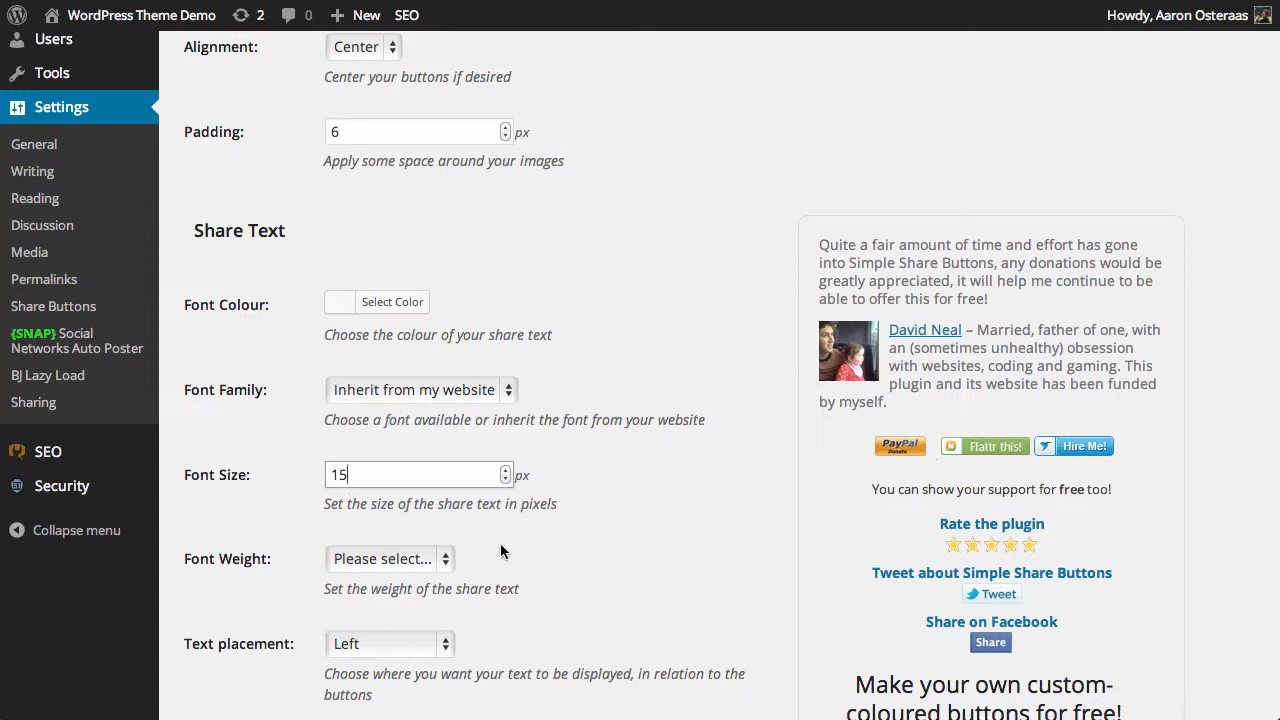 WordPress Theme Demo
2
0
New
SEO
Howdy, Aaron Osteraas
Users
Tools
Settings
General
Writing
Reading
Discussion
Media
Permalinks
Share Buttons
{SNAP} Social
Networks Auto Poster
BJ Lazy Load
Sharing
SEO
Security
Collapse menu
Alignment:
Center
Center your buttons if desired
Padding:
6
px
Apply some space around your images
Share Text
Font Colour:
Select Color
Choose the colour of your share text
Font Family:
Inherit from my website
Choose a font available or inherit the font from your website
Font Size:
15
px
Set the size of the share text in pixels
Font Weight:
Please select...
Set the weight of the share text
Text placement:
Left
Choose where you want your text to be displayed, in relation to the
buttons
Quite a fair amount of time and effort has gone
into Simple Share Buttons, any donations would be
greatly appreciated, it will help me continue to be
able to offer this for free!
David Neal – Married, father of one, with
an (sometimes unhealthy) obsession
with websites, coding and gaming. This
plugin and its website has been funded
by myself.
PayPal
Donate
Flattr this!
Hire Me!
You can show your support for free too!
Rate the plugin
Tweet about Simple Share Buttons
Tweet
Share on Facebook
Share
Make your own custom-
coloured buttons for free!